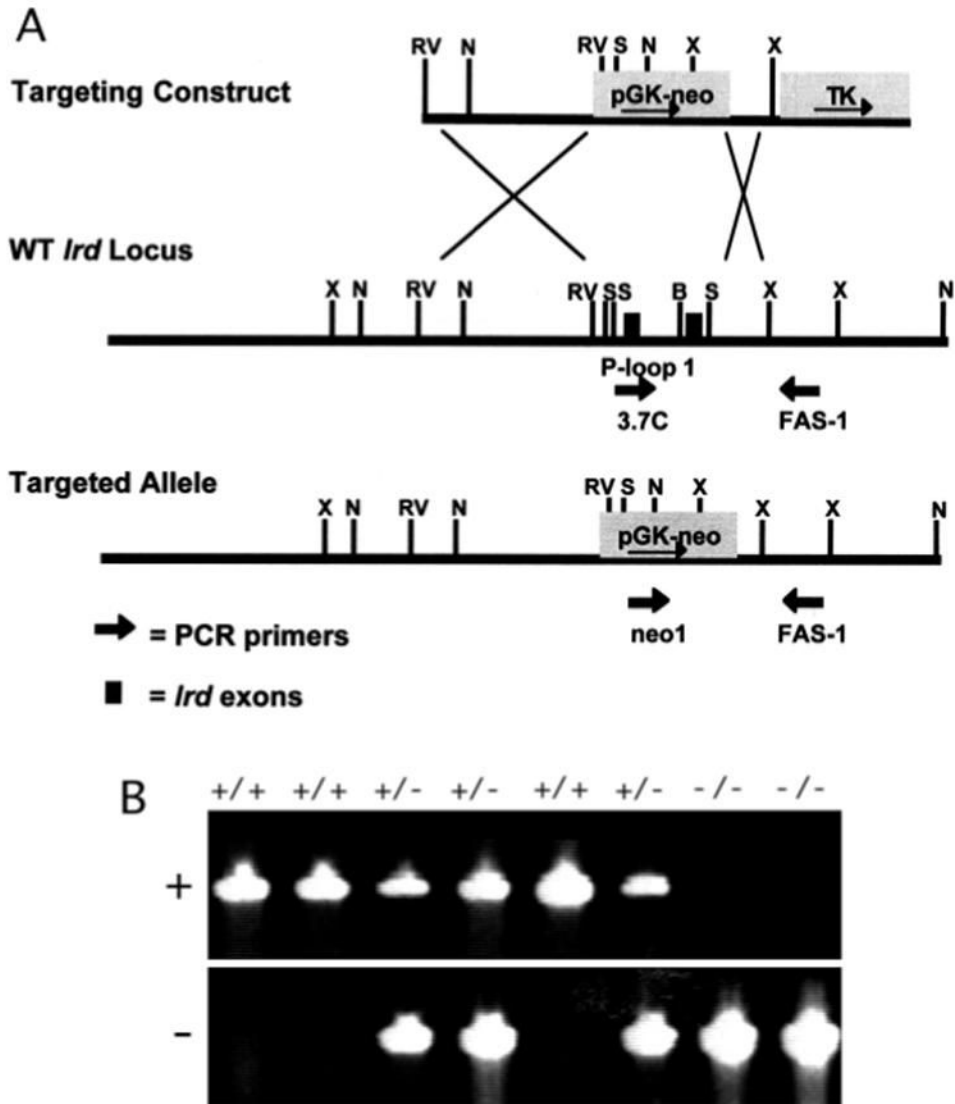 A
RV N RV S N X X
Targeting Construct pGK-neo TK
WT lrd Locus
X N RV N RV S S B S X X N
P-loop 1
3.7C FAS-1
Targeted Allele
X N RV N RV S N X X X N
pGK-neo
neo1 FAS-1
= PCR primers
= lrd exons
B
+/+ +/+ +/- +/- +/+ +/- -/- -/-
+
-